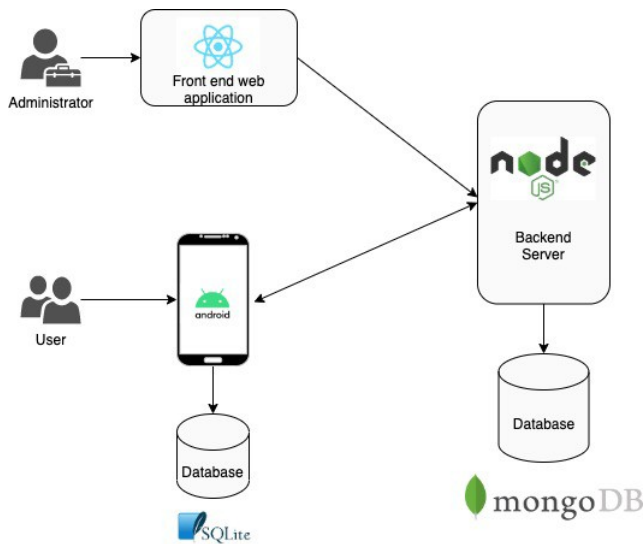 Front end web
application
Administrator
node
JS
Backend
Server
android
User
Database
Database
mongoDB
SQLite